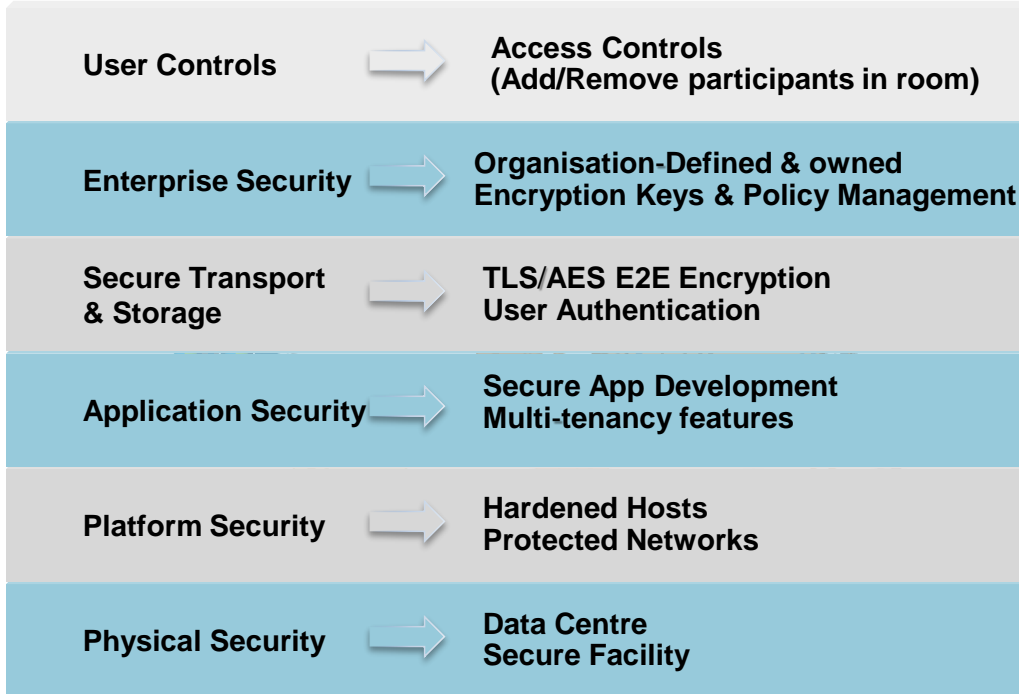 User Controls
Access Controls
(Add/Remove participants in room)
Enterprise Security
Organisation-Defined & owned
Encryption Keys & Policy Management
Secure Transport
& Storage
TLS/AES E2E Encryption
User Authentication
Application Security
Secure App Development
Multi-tenancy features
Platform Security
Hardened Hosts
Protected Networks
Physical Security
Data Centre
Secure Facility